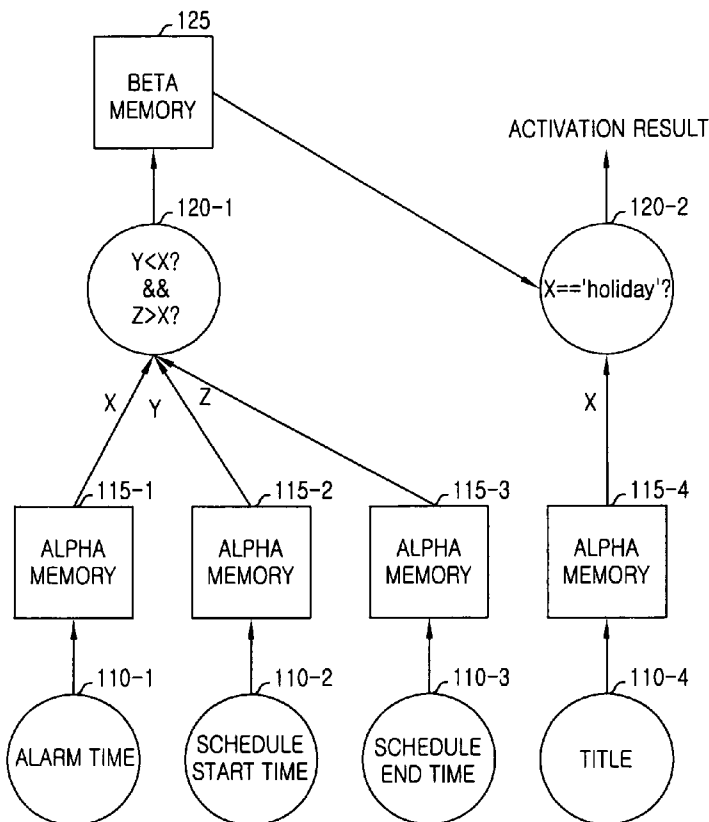 125
BETA
MEMORY
ACTIVATION RESULT
120-1
120-2
Y<X?
&&
Z>X?
X=='holiday'?
X
Y
Z
X
115-1
115-2
115-3
115-4
ALPHA
MEMORY
ALPHA
MEMORY
ALPHA
MEMORY
ALPHA
MEMORY
110-1
110-2
110-3
110-4
ALARM TIME
SCHEDULE
START TIME
SCHEDULE
END TIME
TITLE